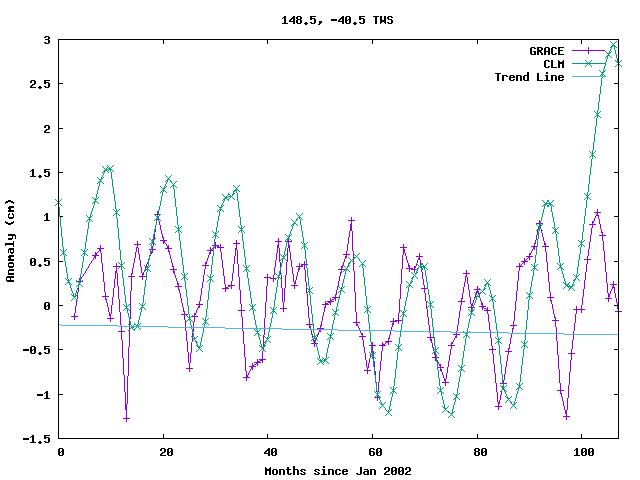 148.5, -40.5 TWS
GRACE
CLM
Trend Line
3
2.5
2
1.5
1
0.5
0
-0.5
-1
-1.5
Anomaly (cm)
0 20 40 60 80 100
Months since Jan 2002